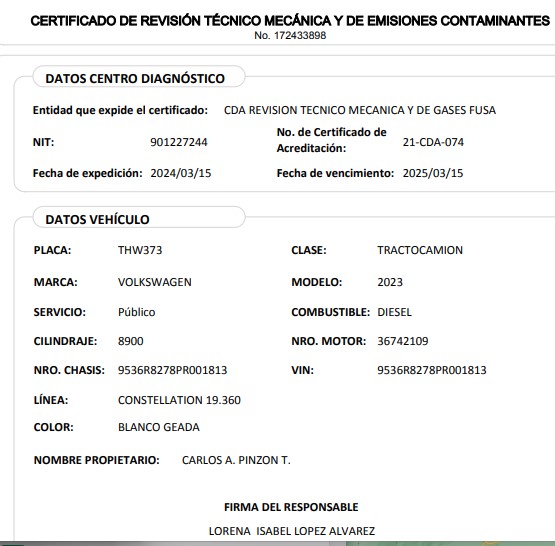 CERTIFICADO DE REVISIÓN TÉCNICO MECÁNICA Y DE EMISIONES CONTAMINANTES
No. 172433898
DATOS CENTRO DIAGNÓSTICO
Entidad que expide el certificado: CDA REVISION TECNICO MECANICA Y DE GASES FUSA
NIT: 901227244 No. de Certificado de Acreditación: 21-CDA-074
Fecha de expedición: 2024/03/15 Fecha de vencimiento: 2025/03/15
DATOS VEHÍCULO
PLACA: THW373 CLASE: TRACTOCAMION
MARCA: VOLKSWAGEN MODELO: 2023
SERVICIO: Público COMBUSTIBLE: DIESEL
CILINDRAJE: 8900 NRO. MOTOR: 36742109
NRO. CHASIS: 9536R8278PR001813 VIN: 9536R8278PR001813
LÍNEA: CONSTELLATION 19.360
COLOR: BLANCO GEADA
NOMBRE PROPIETARIO: CARLOS A. PINZON T.
FIRMA DEL RESPONSABLE
LORENA ISABEL LOPEZ ALVAREZ